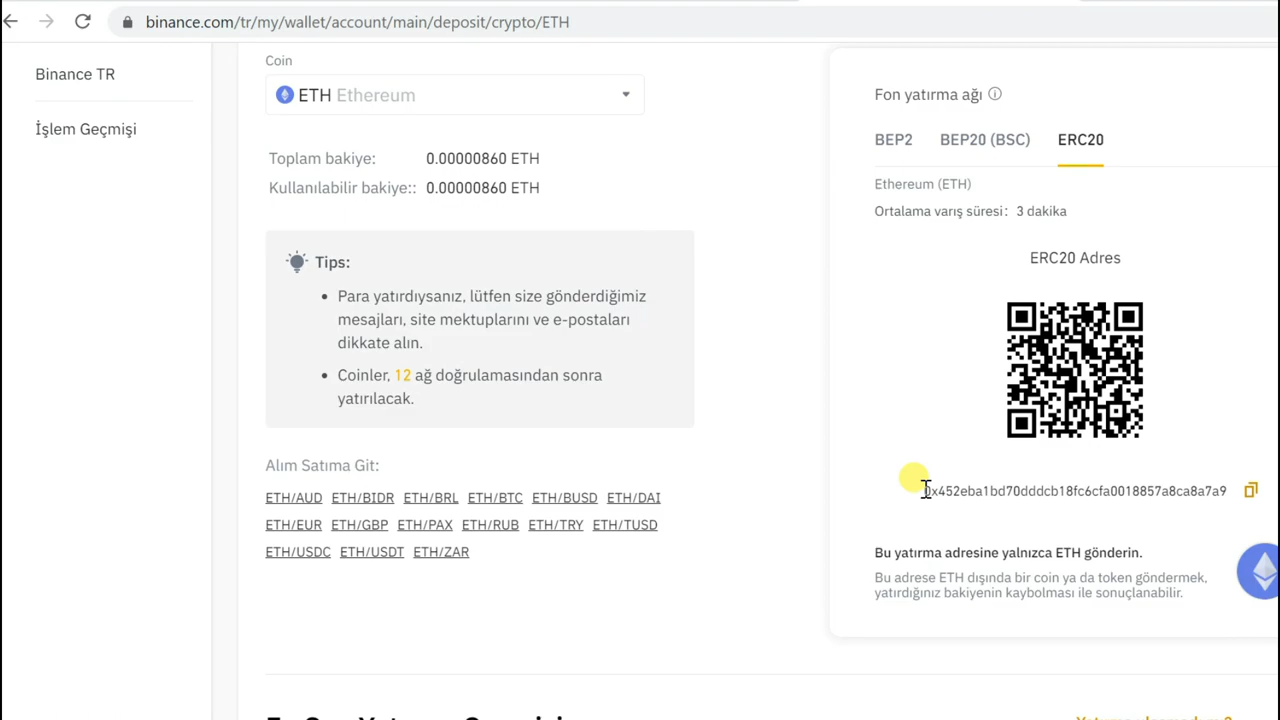 binance.com/tr/my/wallet/account/main/deposit/crypto/ETH
Binance TR
İşlem Geçmişi
Coin
ETH Ethereum
Toplam bakiye: 0.00000860 ETH
Kullanılabilir bakiye:: 0.00000860 ETH
Tips:
• Para yatırdıysanız, lütfen size gönderdiğimiz
mesajları, site mektuplarını ve e-postaları
dikkate alın.
• Coinler, 12 ağ doğrulamasından sonra
yatırılacak.
Alım Satıma Git:
ETH/AUD ETH/BIDR ETH/BRL ETH/BTC ETH/BUSD ETH/DAI
ETH/EUR ETH/GBP ETH/PAX ETH/RUB ETH/TRY ETH/TUSD
ETH/USDC ETH/USDT ETH/ZAR
Fon yatırma ağı
BEP2 BEP20 (BSC) ERC20
Ethereum (ETH)
Ortalama varış süresi: 3 dakika
ERC20 Adres
0x452eba1bd70dddcb18fc6cfa0018857a8ca8a7a9
Bu yatırma adresine yalnızca ETH gönderin.
Bu adrese ETH dışında bir coin ya da token göndermek,
yatırdığınız bakiyenin kaybolması ile sonuçlanabilir.